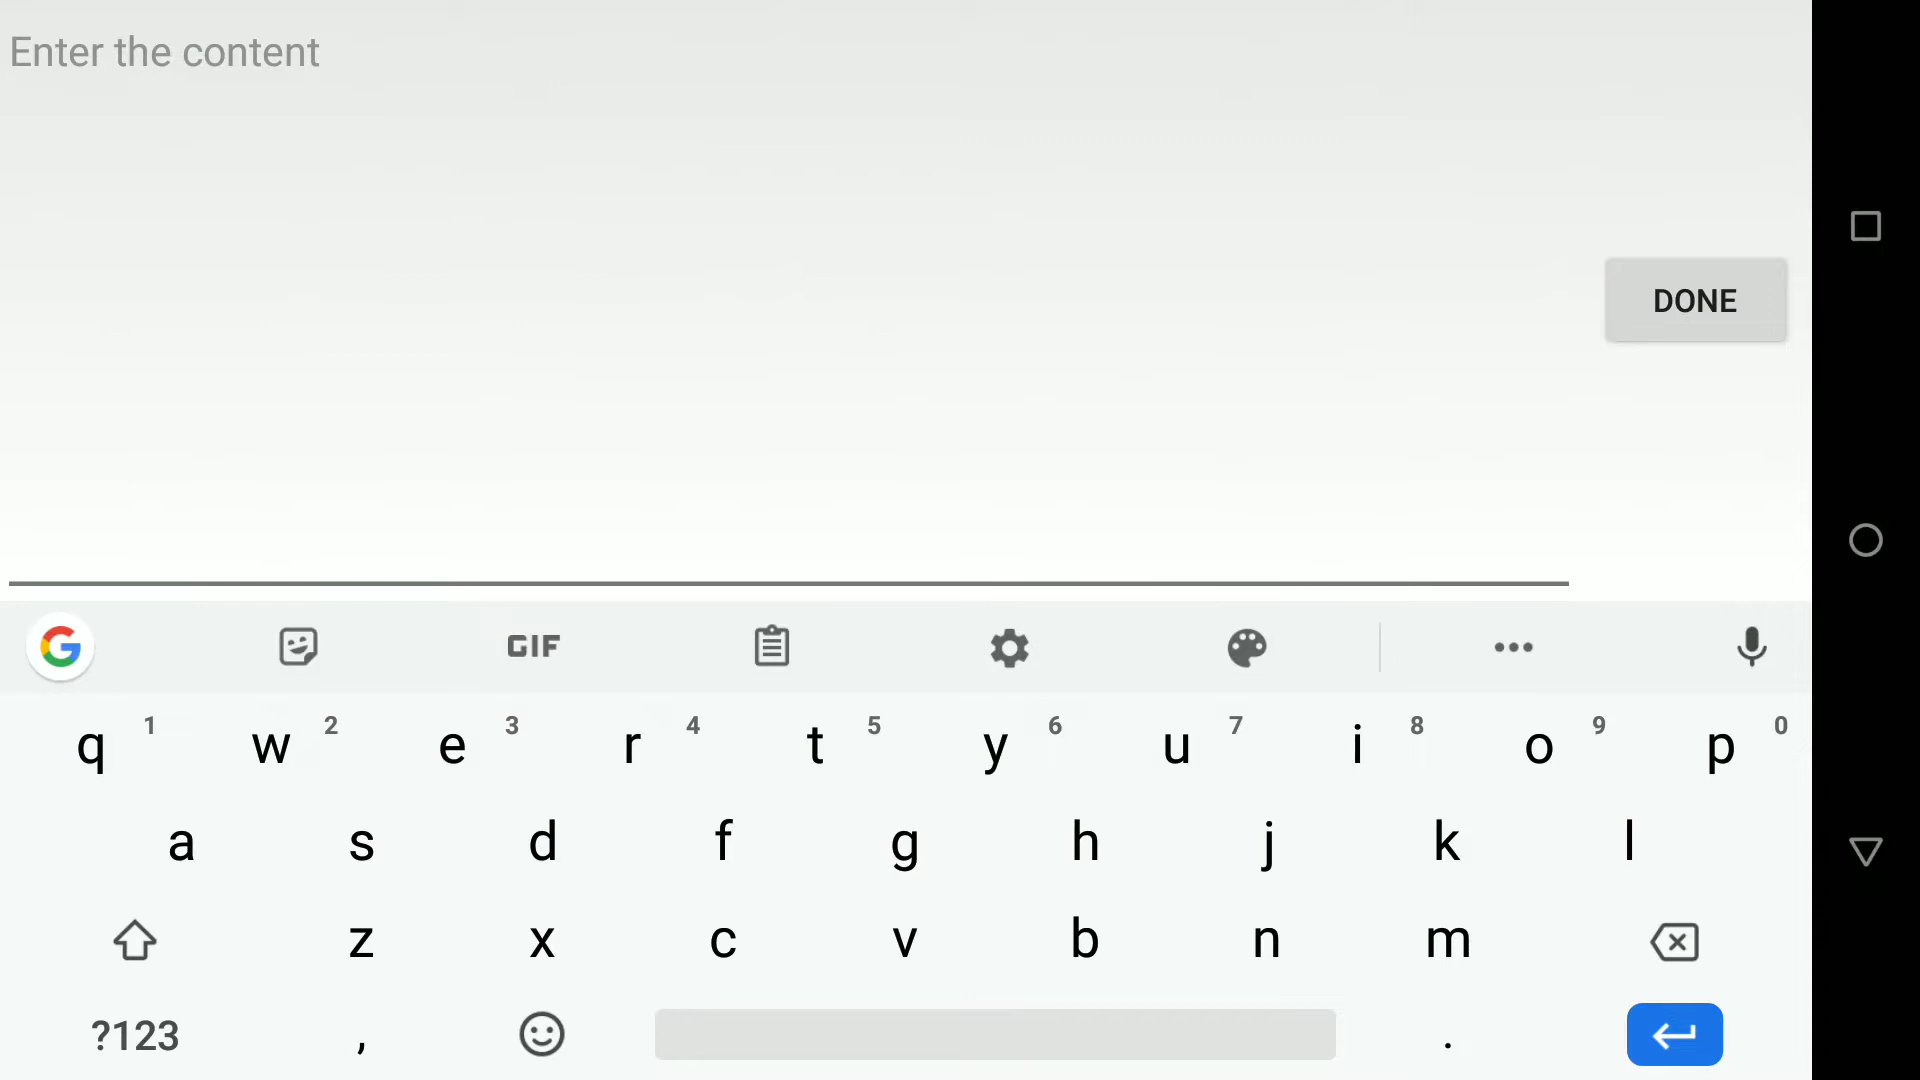 Enter the content
DONE
GIF
q 1 w 2 e 3 r 4 t 5 y 6 u 7 i 8 o 9 p 0
a s d f g h j k l
z x c v b n m
?123 , .